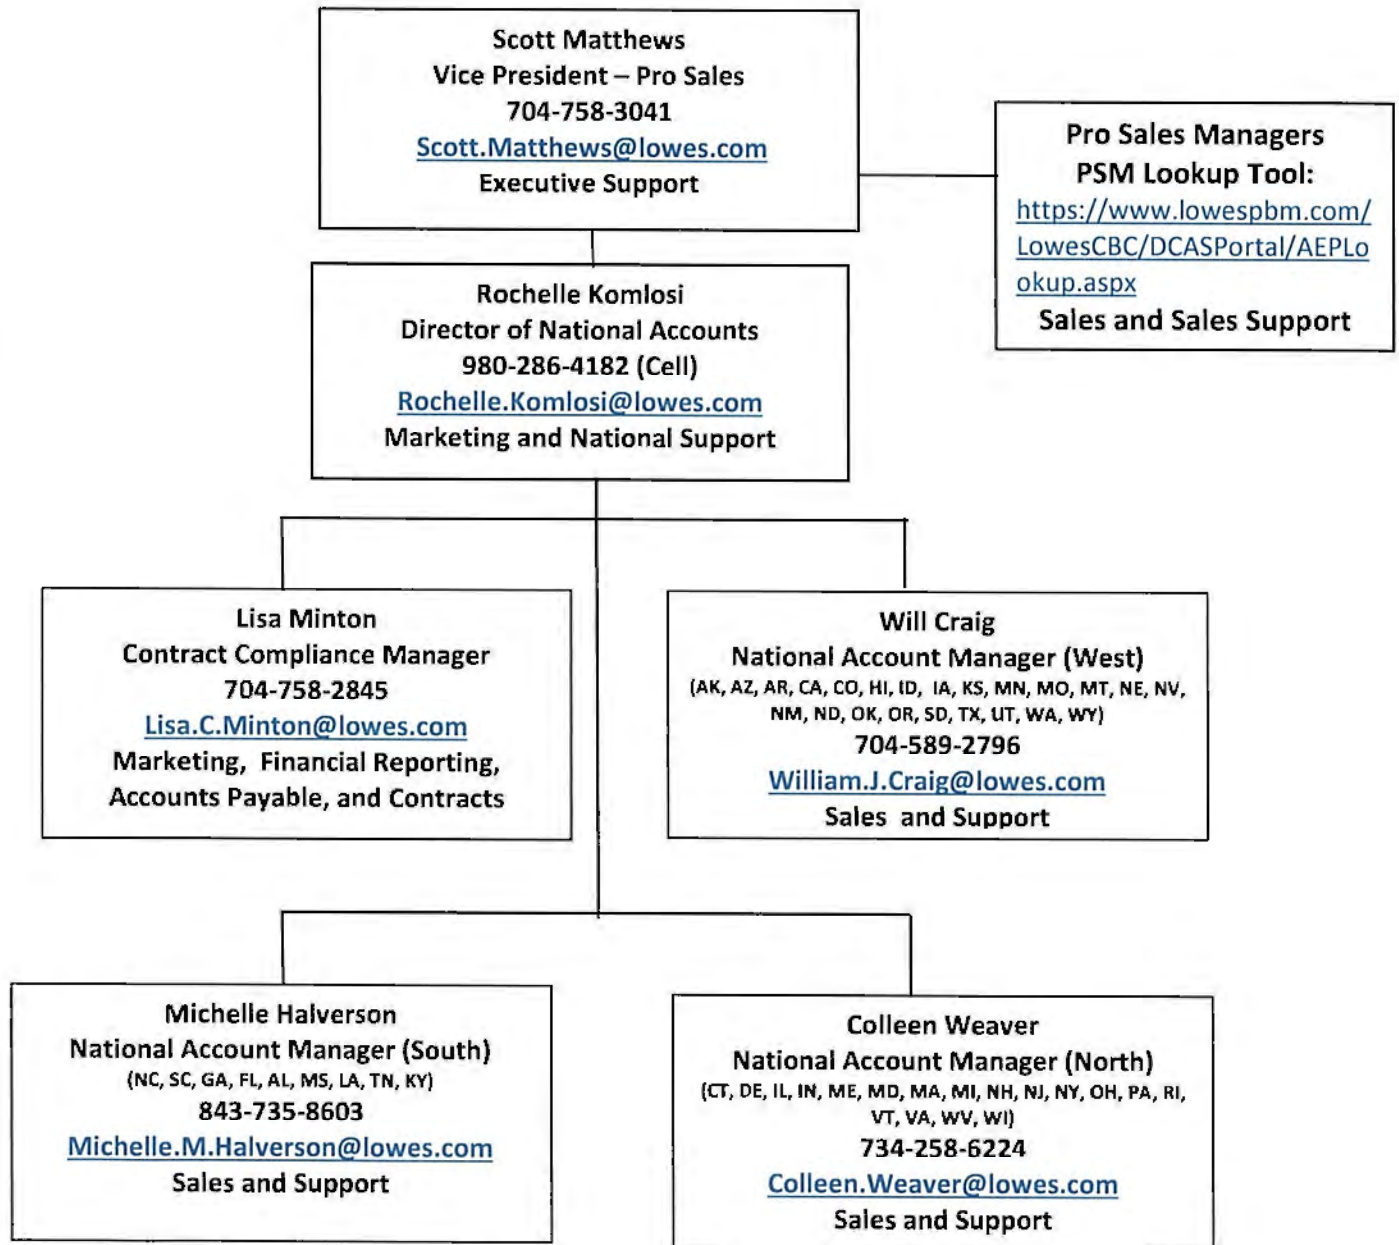 Scott Matthews
Vice President – Pro Sales
704-758-3041
Scott.Matthews@lowes.com
Executive Support
Pro Sales Managers
PSM Lookup Tool:
https://www.lowespbm.com/
LowesCBC/DCASPortal/AEPLo
okup.aspx
Sales and Sales Support
Rochelle Komlosi
Director of National Accounts
980-286-4182 (Cell)
Rochelle.Komlosi@lowes.com
Marketing and National Support
Lisa Minton
Contract Compliance Manager
704-758-2845
Lisa.C.Minton@lowes.com
Marketing, Financial Reporting,
Accounts Payable, and Contracts
Will Craig
National Account Manager (West)
(AK, AZ, AR, CA, CO, HI, ID, IA, KS, MN, MO, MT, NE, NV,
NM, ND, OK, OR, SD, TX, UT, WA, WY)
704-589-2796
William.J.Craig@lowes.com
Sales and Support
Michelle Halverson
National Account Manager (South)
(NC, SC, GA, FL, AL, MS, LA, TN, KY)
843-735-8603
Michelle.M.Halverson@lowes.com
Sales and Support
Colleen Weaver
National Account Manager (North)
(CT, DE, IL, IN, ME, MD, MA, MI, NH, NJ, NY, OH, PA, RI,
VT, VA, WV, WI)
734-258-6224
Colleen.Weaver@lowes.com
Sales and Support